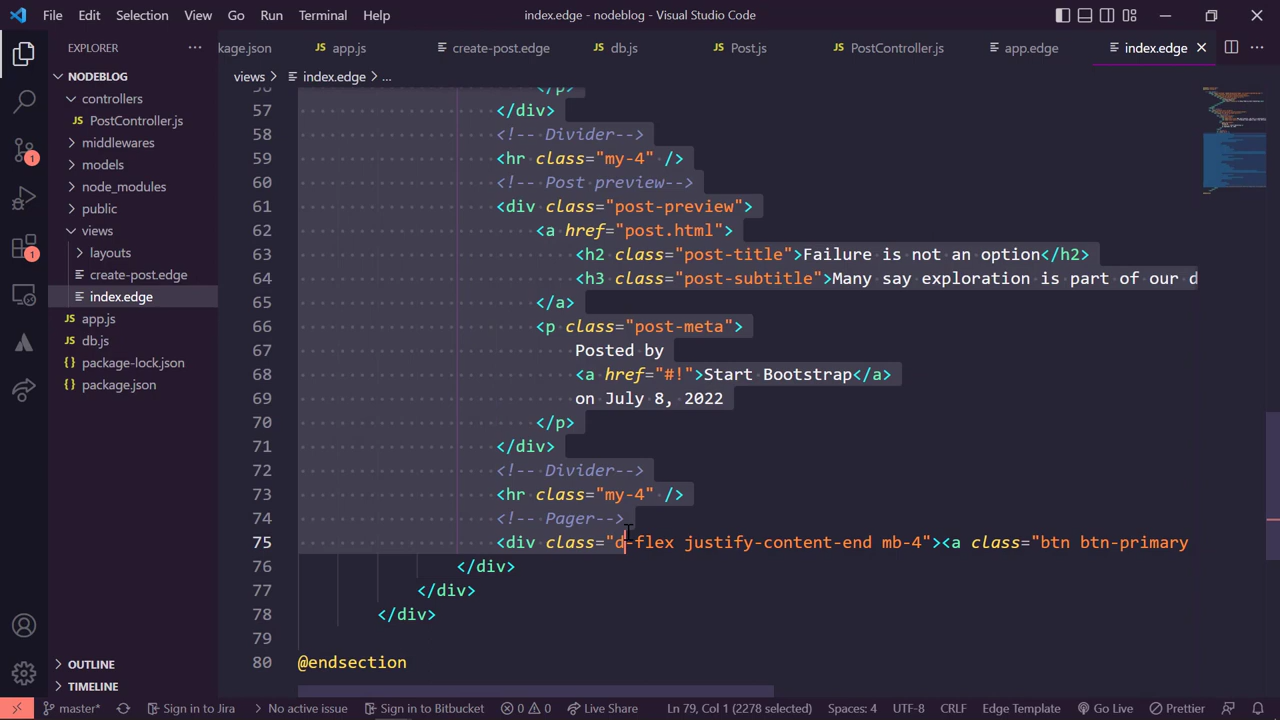 File Edit Selection View Go Run Terminal Help
index.edge - nodeblog - Visual Studio Code
EXPLORER
kage.json app.js create-post.edge db.js Post.js PostController.js app.edge index.edge
NODEBLOG
controllers
PostController.js
middlewares
models
node_modules
public
views
layouts
create-post.edge
index.edge
app.js
db.js
package-lock.json
package.json
OUTLINE
TIMELINE
1
1
views > index.edge > ...
56 </p>
57 </div>
58 <!-- Divider-->
59 <hr class="my-4" />
60 <!-- Post preview-->
61 <div class="post-preview">
62 <a href="post.html">
63 <h2 class="post-title">Failure is not an option</h2>
64 <h3 class="post-subtitle">Many say exploration is part of our d
65 </a>
66 <p class="post-meta">
67 Posted by
68 <a href="#!">Start Bootstrap</a>
69 on July 8, 2022
70 </p>
71 </div>
72 <!-- Divider-->
73 <hr class="my-4" />
74 <!-- Pager-->
75 <div class="d-flex justify-content-end mb-4"><a class="btn btn-primary
76 </div>
77 </div>
78 </div>
79
80 @endsection
master* Sign in to Jira No active issue Sign in to Bitbucket 0 0 Live Share Ln 79, Col 1 (2278 selected) Spaces: 4 UTF-8 CRLF Edge Template Go Live Prettier